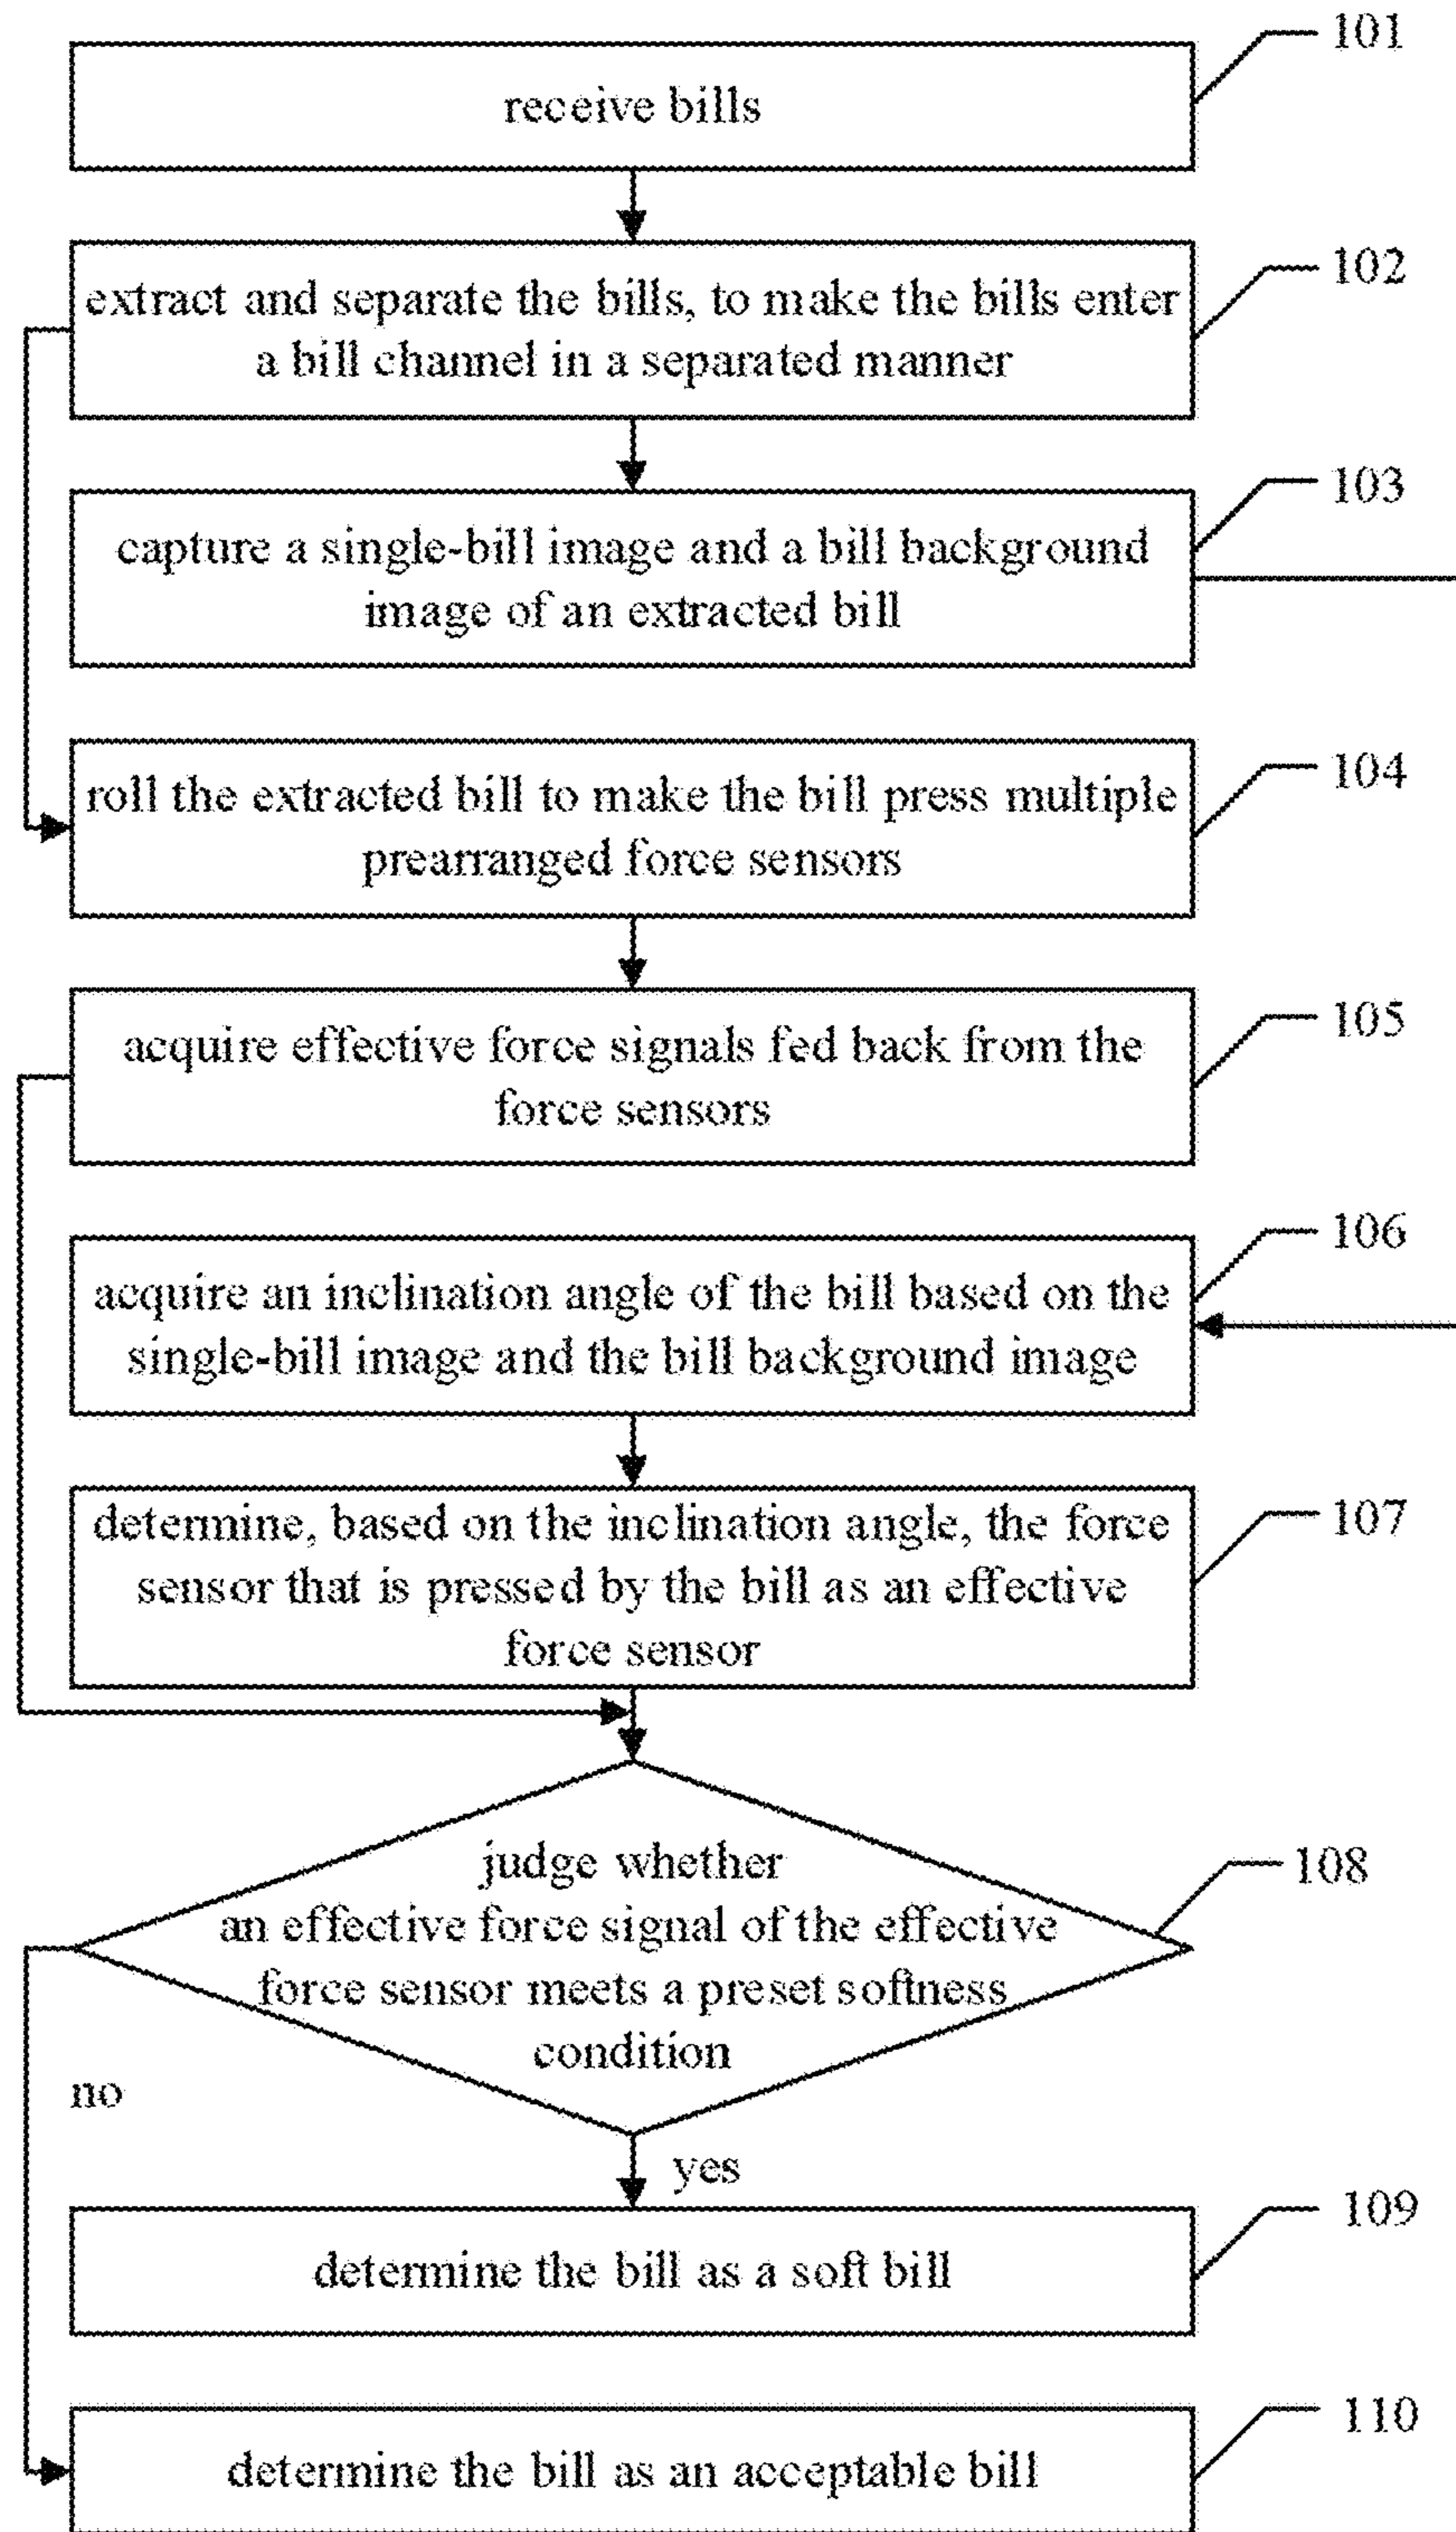 101
receive bills
102
extract and separate the bills, to make the bills enter
a bill channel in a separated manner
103
capture a single-bill image and a bill background
image of an extracted bill
104
roll the extracted bill to make the bill press multiple
prearranged force sensors
105
acquire effective force signals fed back from the
force sensors
106
acquire an inclination angle of the bill based on the
single-bill image and the bill background image
107
determine, based on the inclination angle, the force
sensor that is pressed by the bill as an effective
force sensor
108
judge whether
an effective force signal of the effective
force sensor meets a preset softness
condition
no
yes
109
determine the bill as a soft bill
110
determine the bill as an acceptable bill